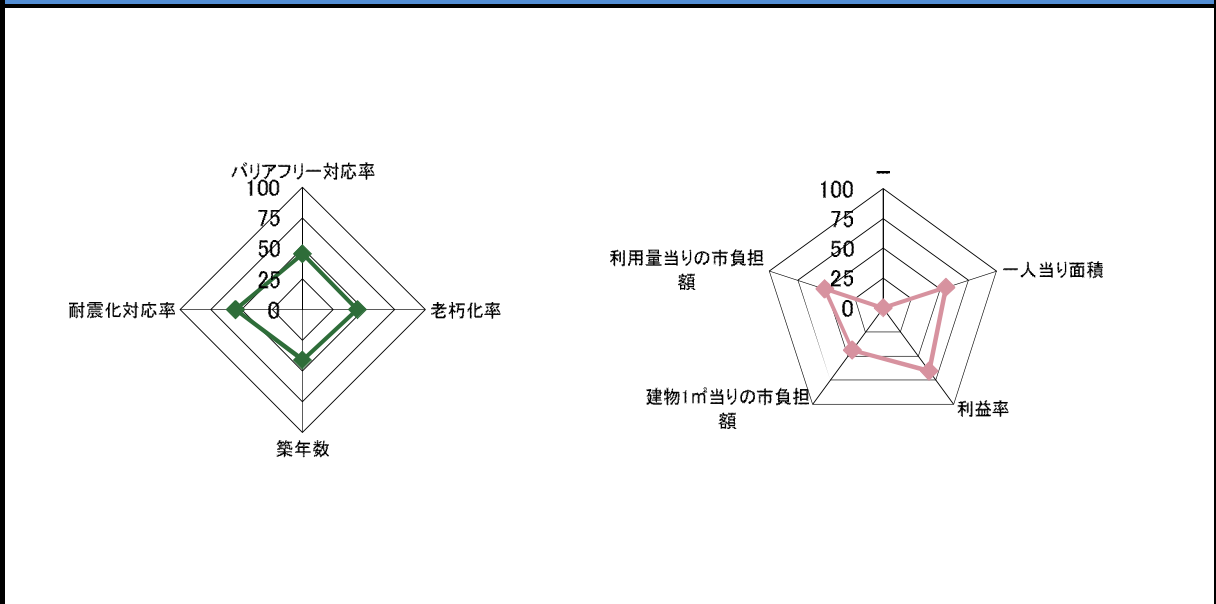 バリアフリー対応率
100
75
50
25
0
耐震化対応率
老朽化率
築年数
–
100
75
50
25
0
利用量当りの市負担
額
一人当り面積
建物1㎡当りの市負担
額
利益率